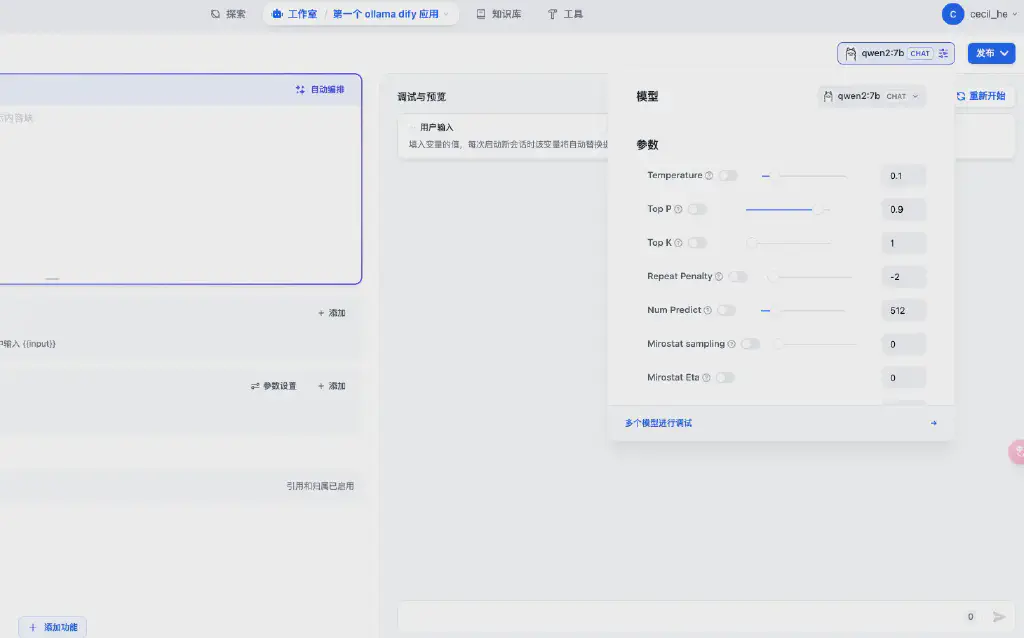 探索
工作室 / 第一个 ollama dify 应用
知识库
工具
C cecil_he
qwen2:7b CHAT
发布
自动编排
内容块
调试与预览
重新开始
用户输入
填入变量的值，每次启动新会话时该变量将自动替换
模型
qwen2:7b CHAT
参数
Temperature 0.1
Top P 0.9
Top K 1
Repeat Penalty -2
Num Predict 512
Mirostat sampling 0
Mirostat Eta 0
多个模型进行调试
+ 添加
输入 {{input}}
参数设置 + 添加
引用和归属已启用
+ 添加功能
0